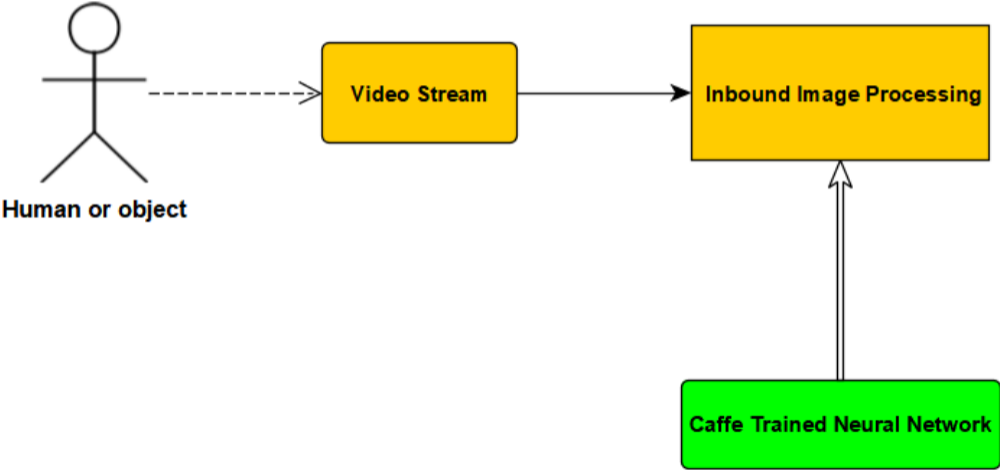 Video Stream
Inbound Image Processing
Human or object
Caffe Trained Neural Network